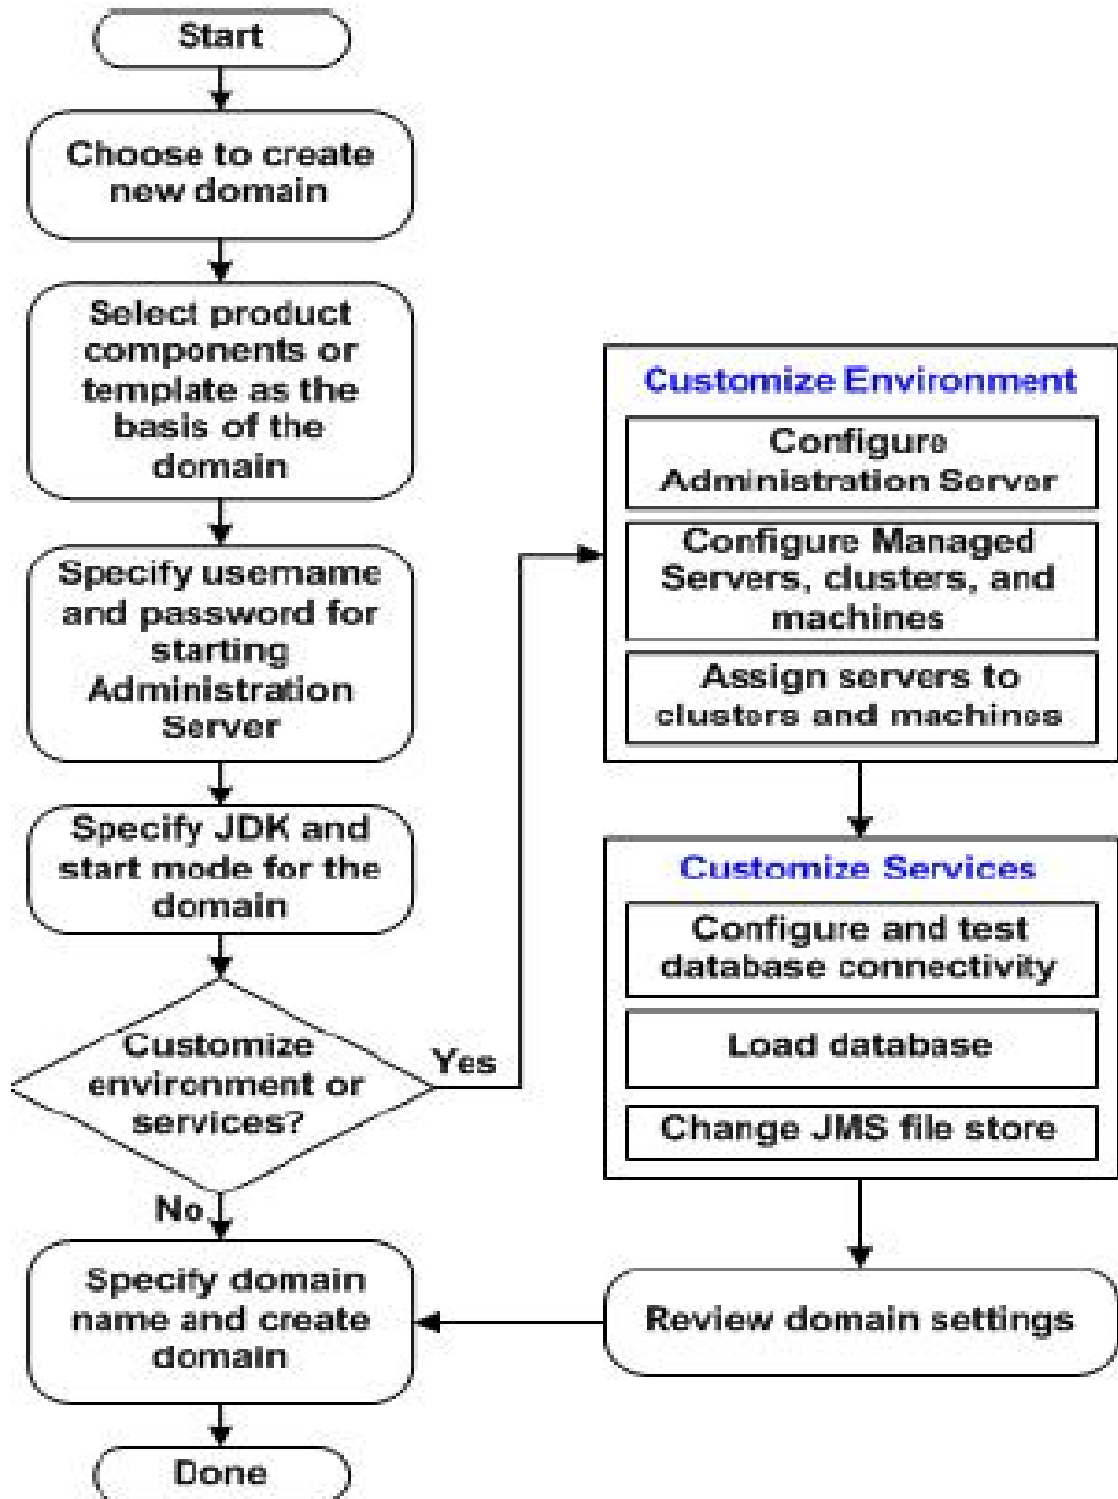 Start
Choose to create
new domain
Select product
components or
template as the
basis of the
domain
Specify username
and password for
starting
Administration
Server
Specify JDK and
start mode for the
domain
Customize
environment or
services?
Yes
No
Customize Environment
Configure
Administration Server
Configure Managed
Servers, clusters, and
machines
Assign servers to
clusters and machines
Customize Services
Configure and test
database connectivity
Load database
Change JMS file store
Review domain settings
Specify domain
name and create
domain
Done